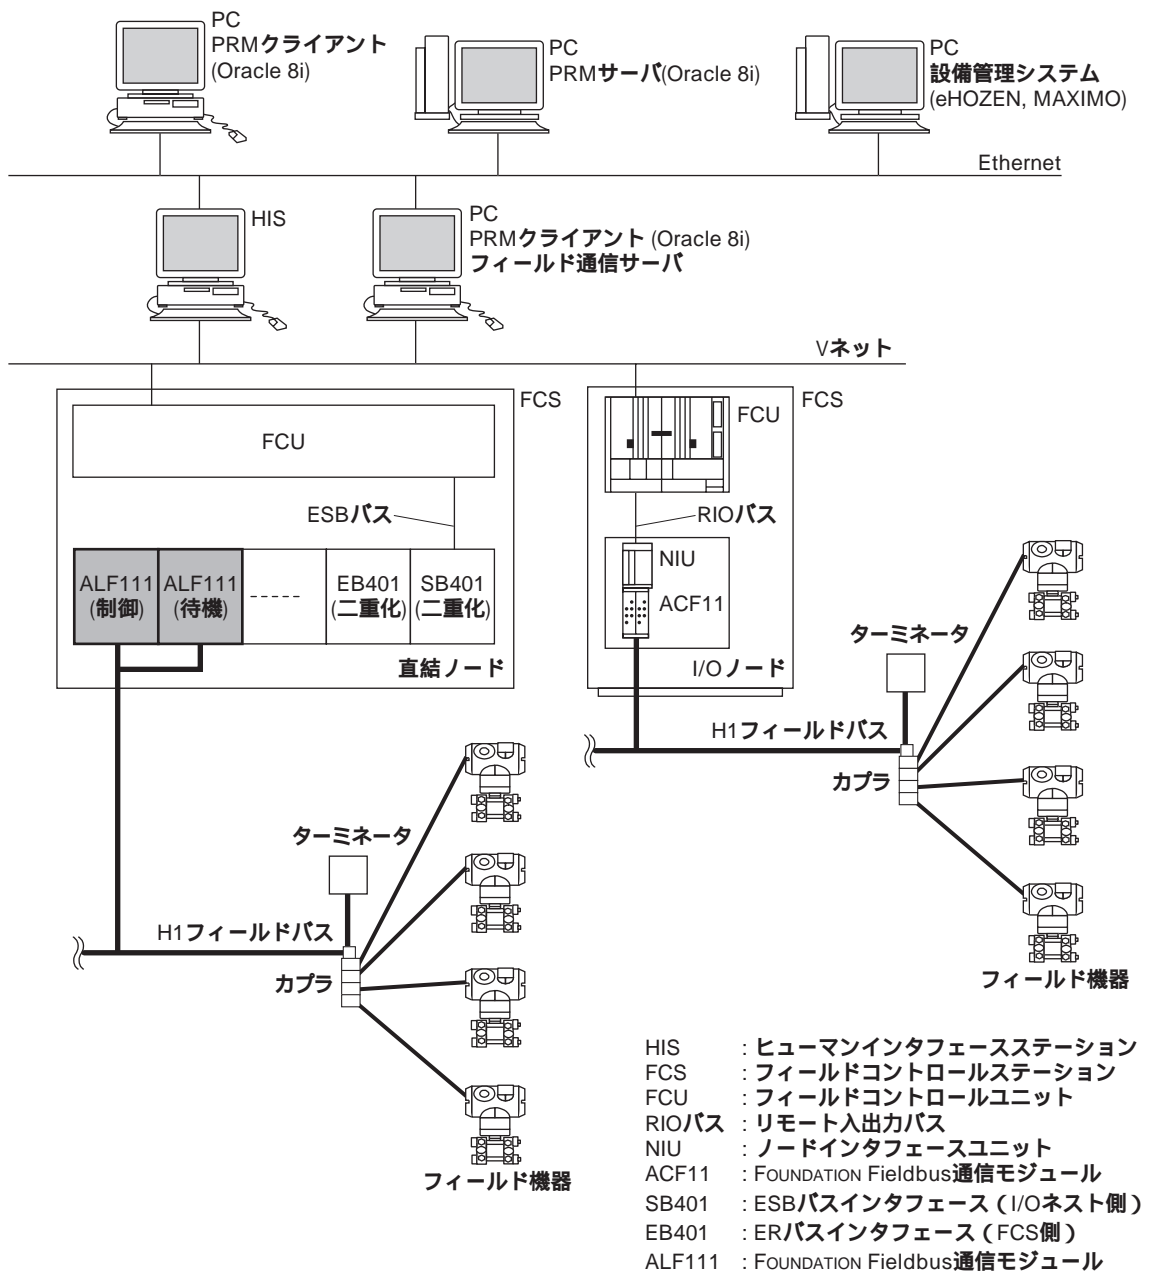 PC
PRMクライアント
(Oracle 8i)
PC
PRMサーバ(Oracle 8i)
PC
設備管理システム
(eHOZEN, MAXIMO)
Ethernet
HIS
PC
PRMクライアント (Oracle 8i)
フィールド通信サーバ
Vネット
FCS
FCU
ESBバス
ALF111
(制御)
ALF111
(待機)
EB401
(二重化)
SB401
(二重化)
直結ノード
FCS
FCU
RIOバス
NIU
ACF11
I/Oノード
ターミネータ
H1フィールドバス
カプラ
フィールド機器
ターミネータ
H1フィールドバス
カプラ
フィールド機器
HIS : ヒューマンインタフェースステーション
FCS : フィールドコントロールステーション
FCU : フィールドコントロールユニット
RIOバス : リモート入出力バス
NIU : ノードインタフェースユニット
ACF11 : FOUNDATION Fieldbus通信モジュール
SB401 : ESBバスインタフェース（I/Oネスト側）
EB401 : ERバスインタフェース（FCS側）
ALF111 : FOUNDATION Fieldbus通信モジュール